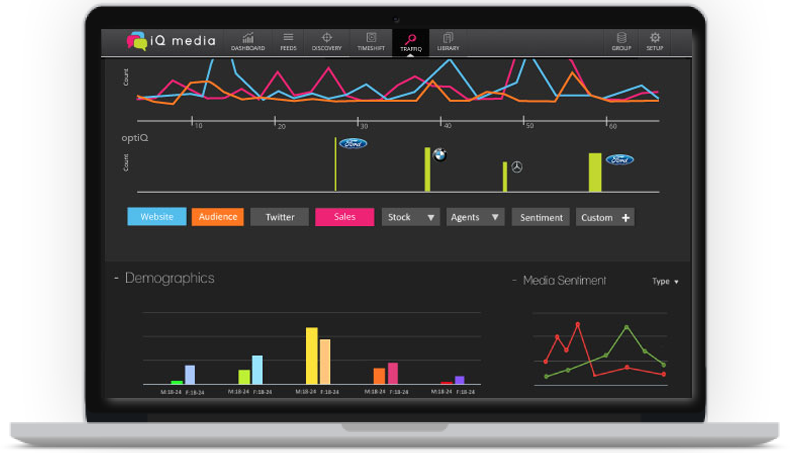 iQ media
DASHBOARD FEEDS DISCOVERY TIMESHIFT TRAFFIQ LIBRARY GROUP SETUP
Count
10 20 30 40 50 60
optiQ
Count
Ford
Ford
Website Audience Twitter Sales Stock Agents Sentiment Custom +
- Demographics
- Media Sentiment Type
M:18-24 F:18-24 M:18-24 F:18-24 M:18-24 F:18-24 M:18-24 F:18-24 M:18-24 F:18-24